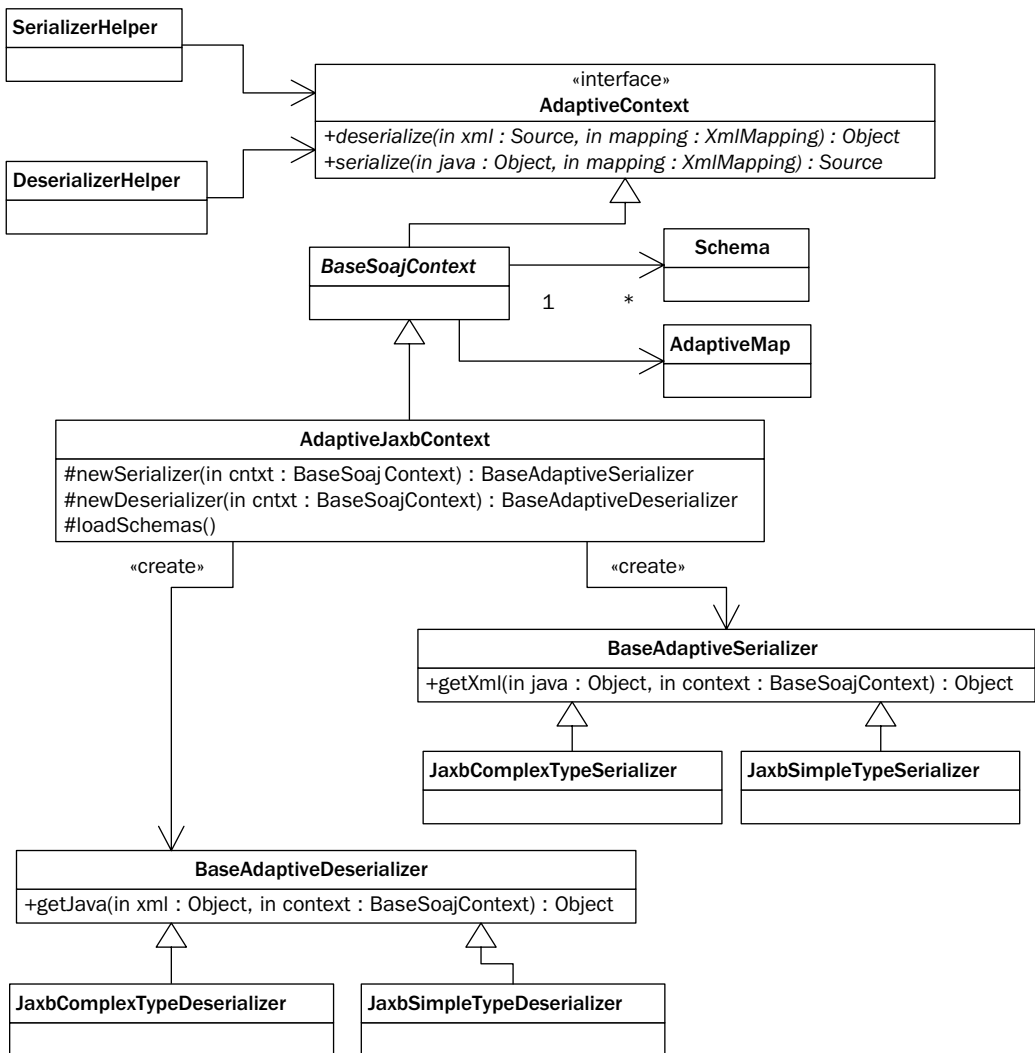 SerializerHelper
«interface»
AdaptiveContext
+deserialize(in xml : Source, in mapping : XmlMapping) : Object
+serialize(in java : Object, in mapping : XmlMapping) : Source
DeserializerHelper
BaseSoajContext
Schema
1
*
AdaptiveMap
AdaptiveJaxbContext
#newSerializer(in cntxt : BaseSoajContext) : BaseAdaptiveSerializer
#newDeserializer(in cntxt : BaseSoajContext) : BaseAdaptiveDeserializer
#loadSchemas()
«create»
«create»
BaseAdaptiveSerializer
+getXml(in java : Object, in context : BaseSoajContext) : Object
JaxbComplexTypeSerializer
JaxbSimpleTypeSerializer
BaseAdaptiveDeserializer
+getJava(in xml : Object, in context : BaseSoajContext) : Object
JaxbComplexTypeDeserializer
JaxbSimpleTypeDeserializer